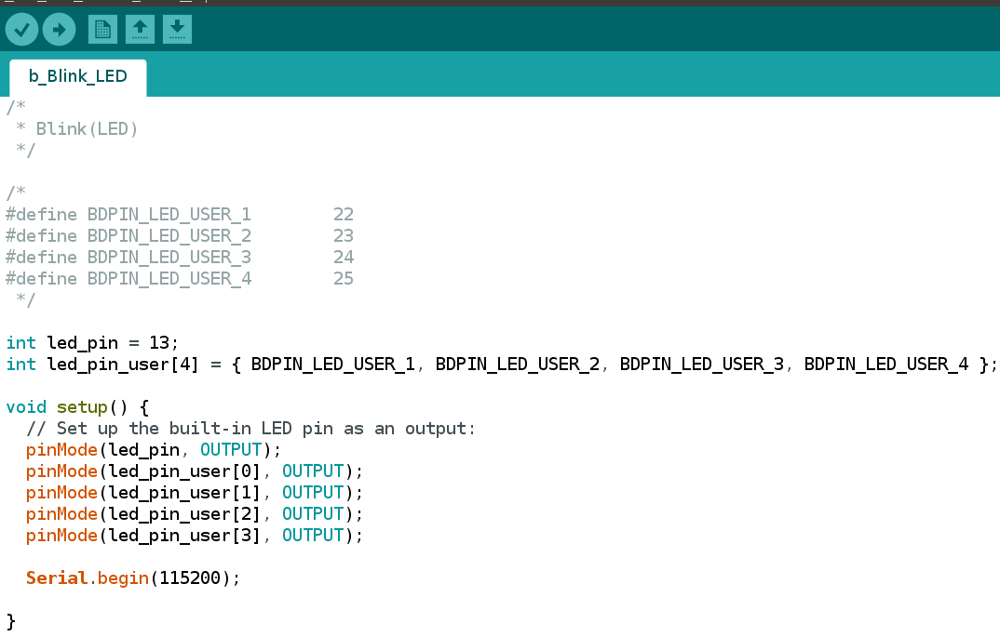 b_Blink_LED
/*
 * Blink(LED)
 */
/*
#define BDPIN_LED_USER_1        22
#define BDPIN_LED_USER_2        23
#define BDPIN_LED_USER_3        24
#define BDPIN_LED_USER_4        25
 */
int led_pin = 13;
int led_pin_user[4] = { BDPIN_LED_USER_1, BDPIN_LED_USER_2, BDPIN_LED_USER_3, BDPIN_LED_USER_4 };
void setup() {
  // Set up the built-in LED pin as an output:
  pinMode(led_pin, OUTPUT);
  pinMode(led_pin_user[0], OUTPUT);
  pinMode(led_pin_user[1], OUTPUT);
  pinMode(led_pin_user[2], OUTPUT);
  pinMode(led_pin_user[3], OUTPUT);
  Serial.begin(115200);
}